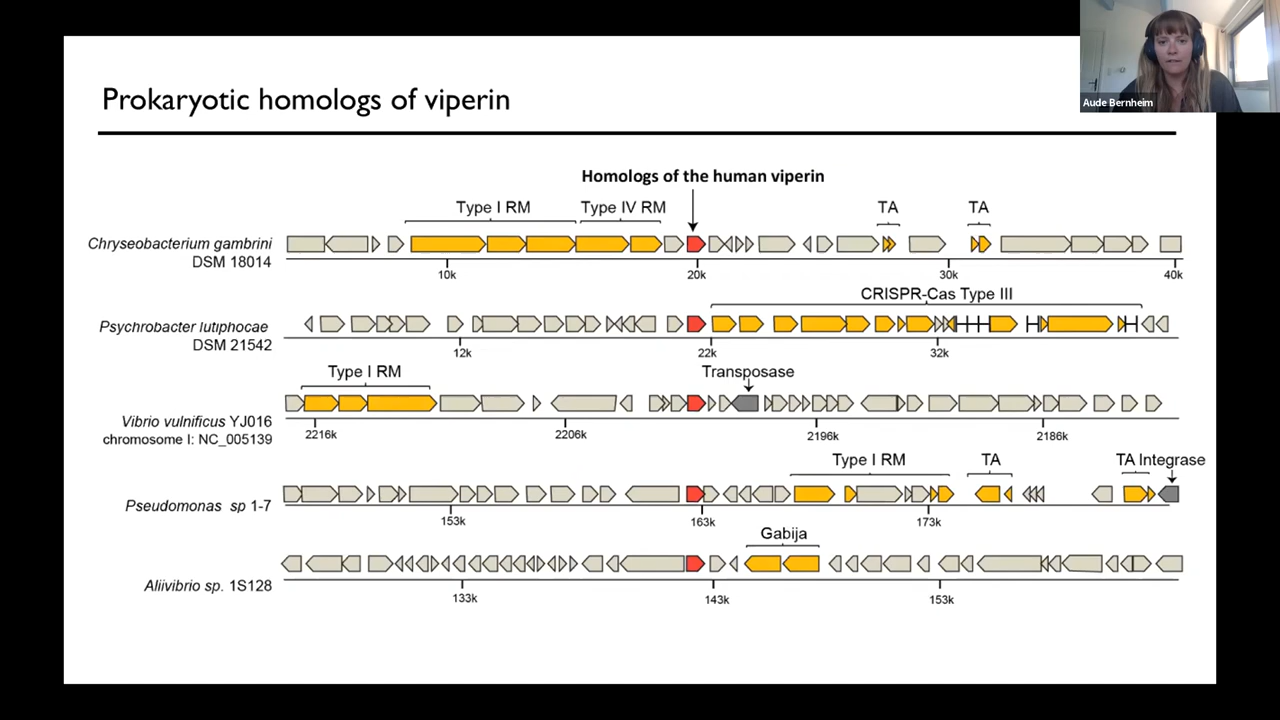 Aude Bernheim
Prokaryotic homologs of viperin
Homologs of the human viperin
Type I RM
Type IV RM
TA
TA
Chryseobacterium gambrini
DSM 18014
10k
20k
30k
40k
CRISPR-Cas Type III
Psychrobacter lutiphocae
DSM 21542
12k
22k
32k
Type I RM
Transposase
Vibrio vulnificus YJ016
chromosome I: NC_005139
2216k
2206k
2196k
2186k
Type I RM
TA
TA Integrase
Pseudomonas sp 1-7
153k
163k
173k
Gabija
Aliivibrio sp. 1S128
133k
143k
153k